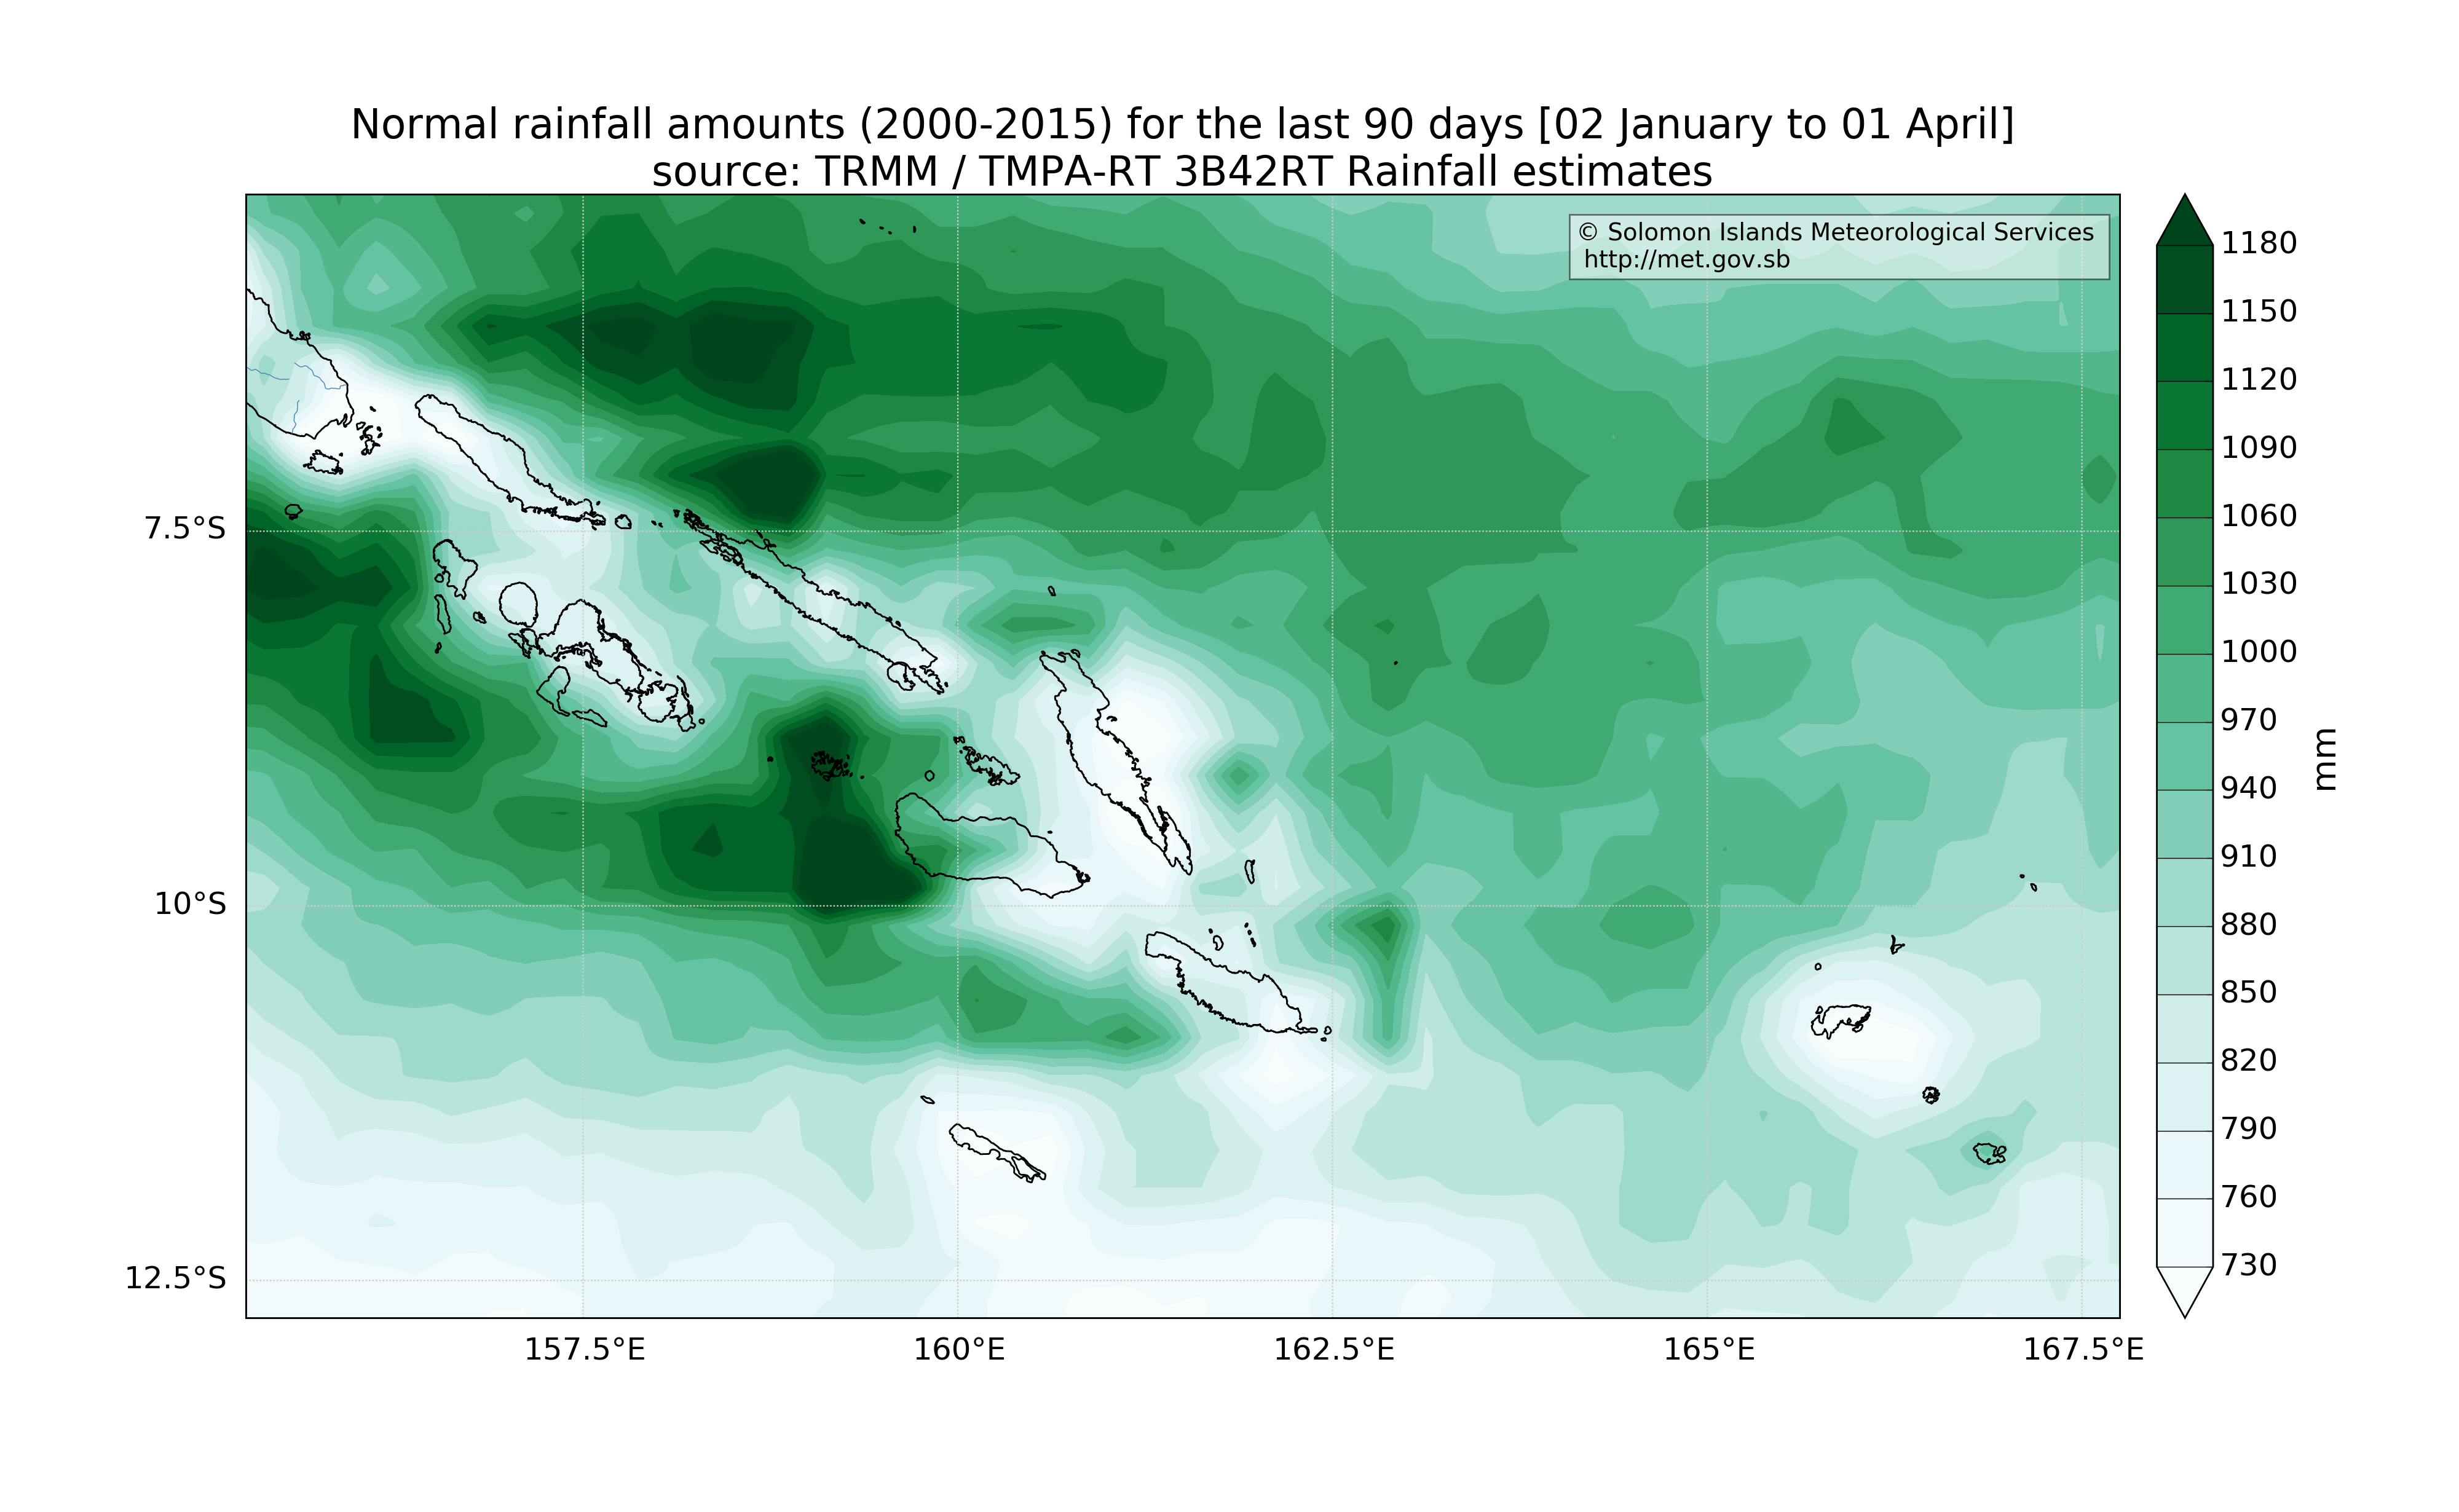 Normal rainfall amounts (2000-2015) for the last 90 days [02 January to 01 April]
source: TRMM / TMPA-RT 3B42RT Rainfall estimates
© Solomon Islands Meteorological Services
http://met.gov.sb
7.5°S
10°S
12.5°S
157.5°E
160°E
162.5°E
165°E
167.5°E
1180
1150
1120
1090
1060
1030
1000
970
940
910
880
850
820
790
760
730
mm